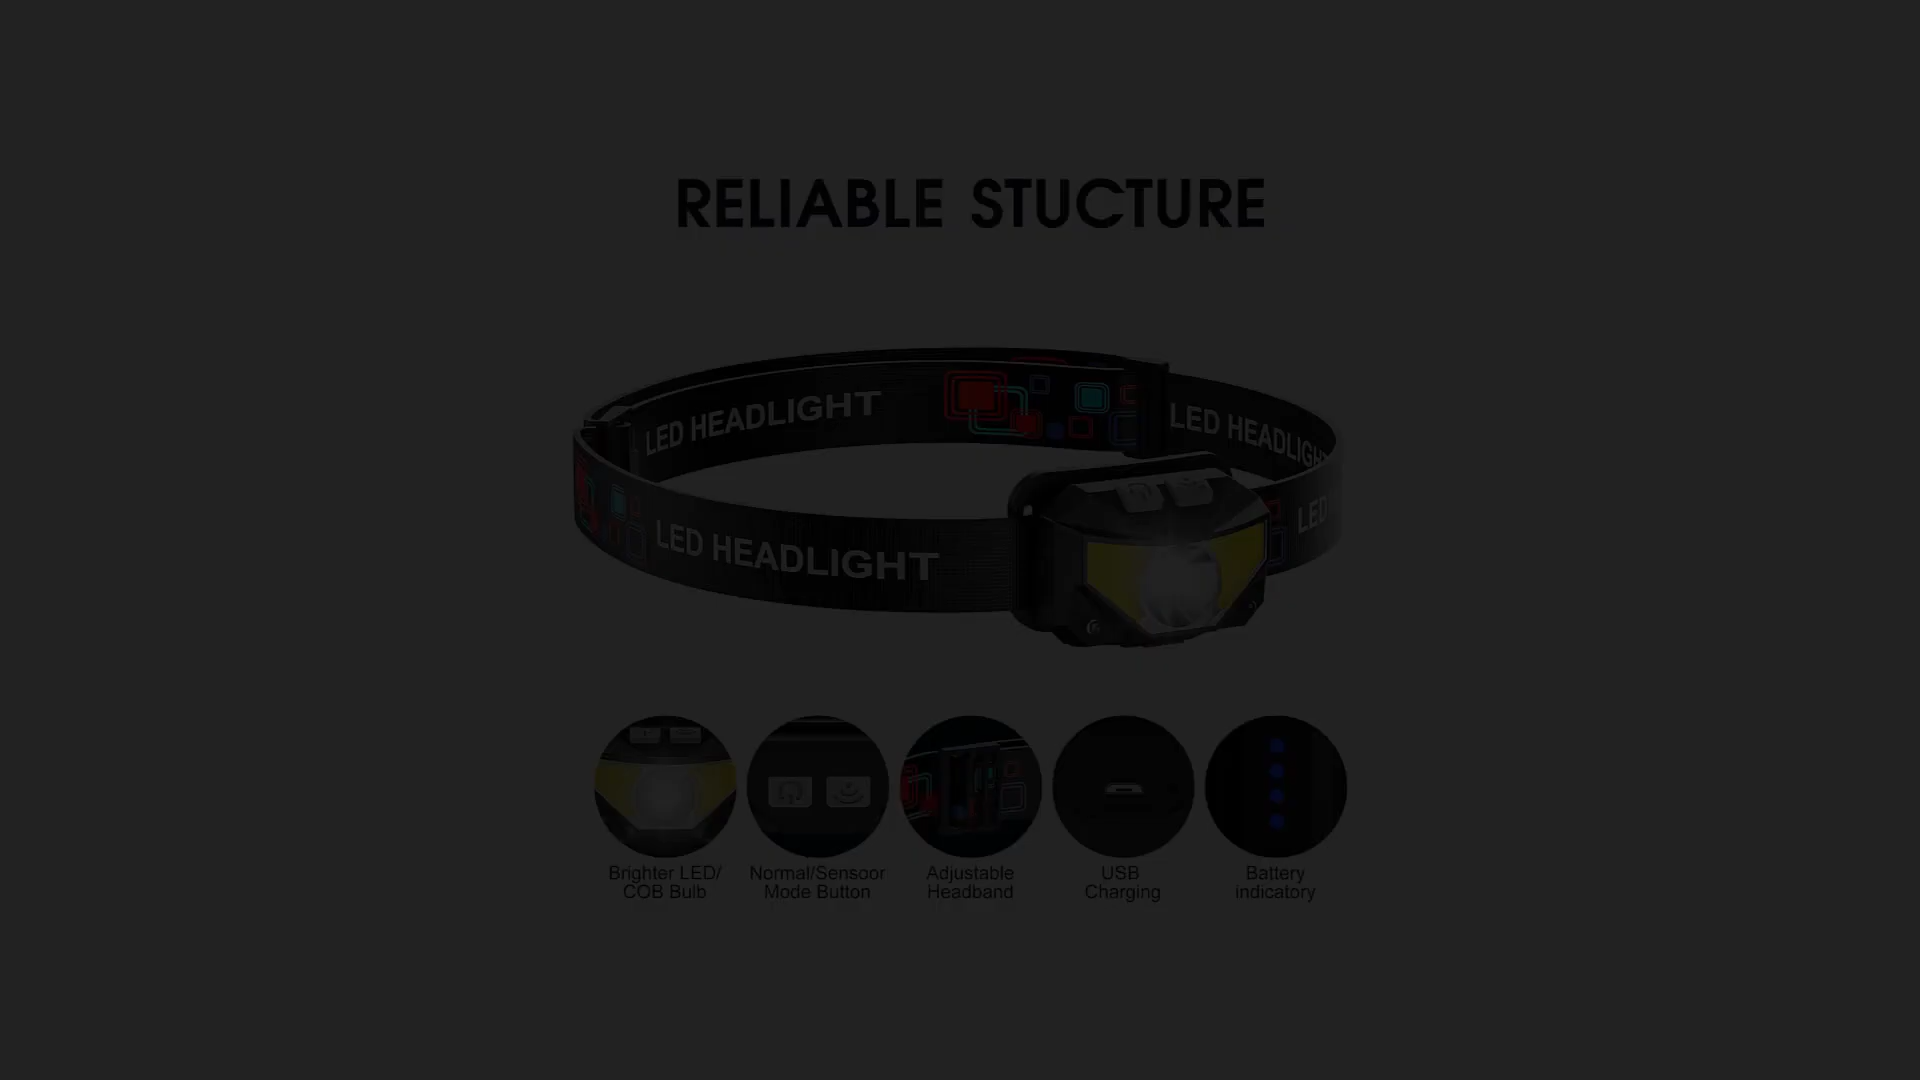 RELIABLE STUCTURE
LED HEADLIGHT
LED HEADLIGH
LED HEADLIGHT
LED
Brighter LED/
COB Bulb
Normal/Sensoor
Mode Button
Adjustable
Headband
USB
Charging
Battery
indicatory